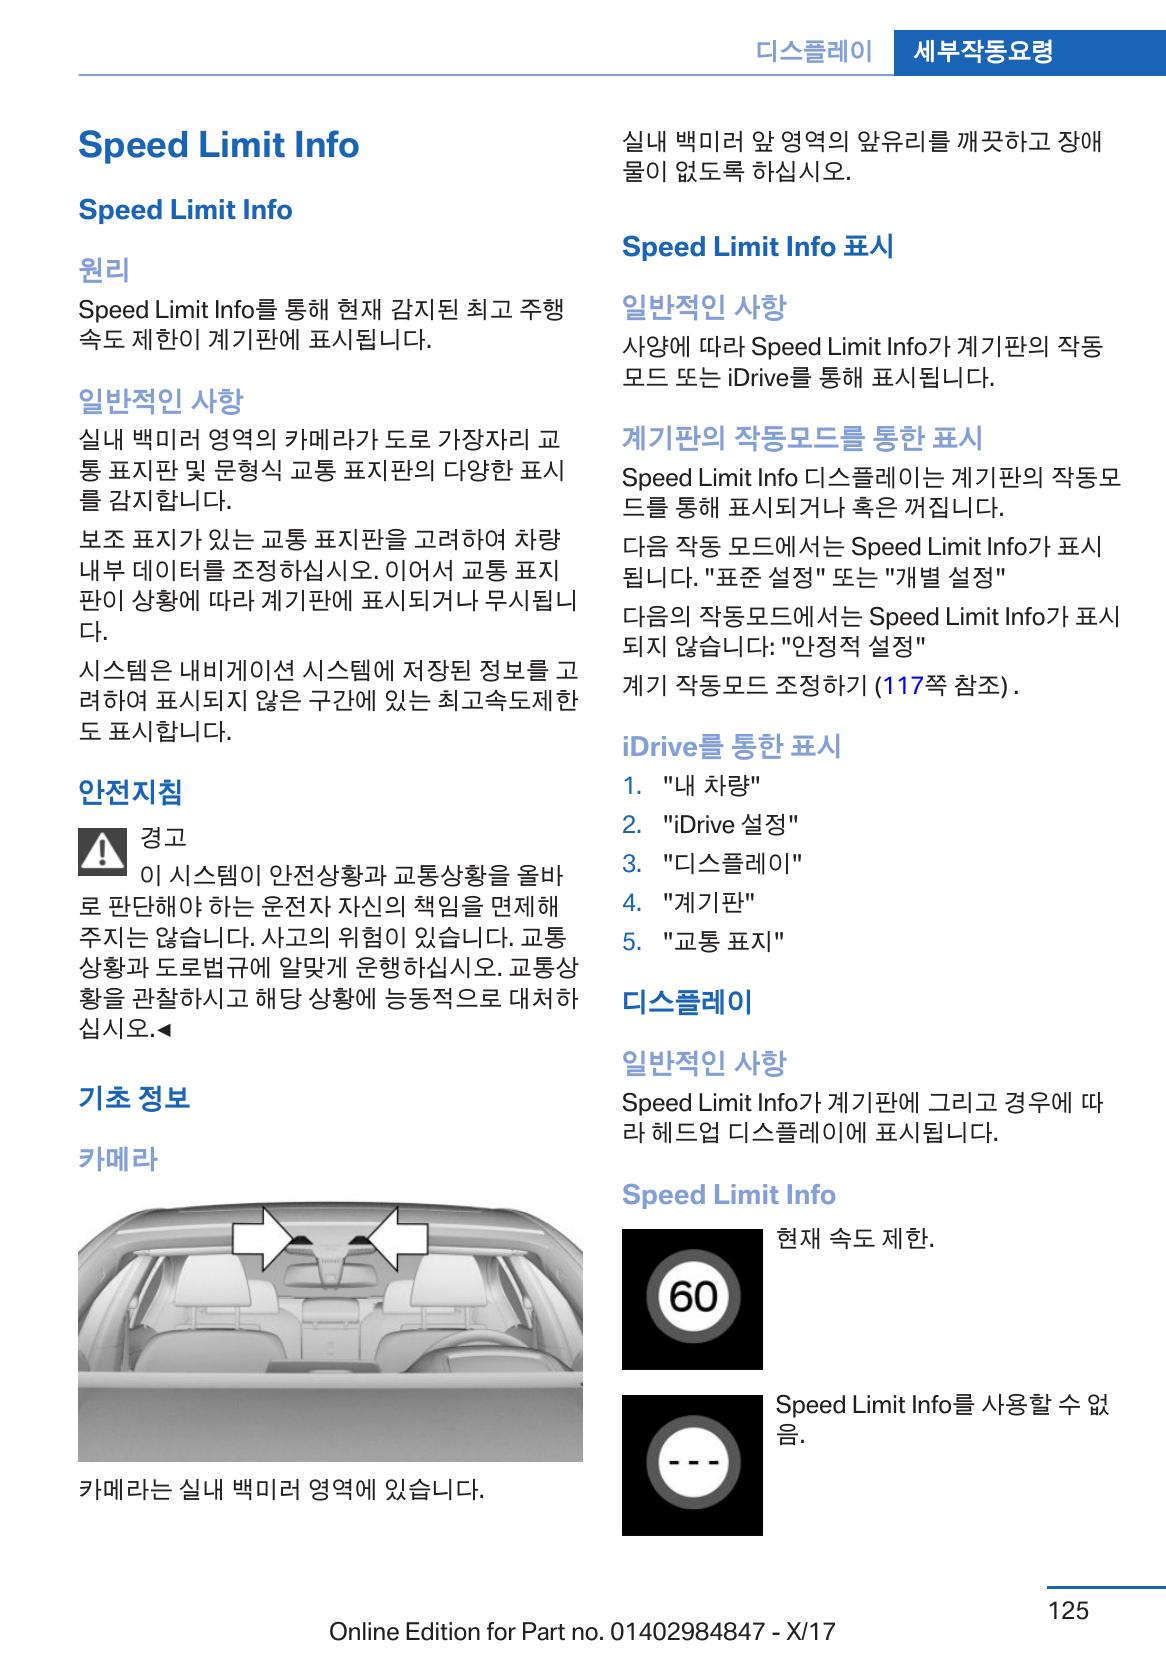 디스플레이 세부작동요령
Speed Limit Info
Speed Limit Info
원리
Speed Limit Info를 통해 현재 감지된 최고 주행
속도 제한이 계기판에 표시됩니다.
일반적인 사항
실내 백미러 영역의 카메라가 도로 가장자리 교
통 표지판 및 문형식 교통 표지판의 다양한 표시
를 감지합니다.
보조 표지가 있는 교통 표지판을 고려하여 차량
내부 데이터를 조정하십시오. 이어서 교통 표지
판이 상황에 따라 계기판에 표시되거나 무시됩니
다.
시스템은 내비게이션 시스템에 저장된 정보를 고
려하여 표시되지 않은 구간에 있는 최고속도제한
도 표시합니다.
안전지침
경고
이 시스템이 안전상황과 교통상황을 올바
로 판단해야 하는 운전자 자신의 책임을 면제해
주지는 않습니다. 사고의 위험이 있습니다. 교통
상황과 도로법규에 알맞게 운행하십시오. 교통상
황을 관찰하시고 해당 상황에 능동적으로 대처하
십시오.◄
기초 정보
카메라
카메라는 실내 백미러 영역에 있습니다.
실내 백미러 앞 영역의 앞유리를 깨끗하고 장애
물이 없도록 하십시오.
Speed Limit Info 표시
일반적인 사항
사양에 따라 Speed Limit Info가 계기판의 작동
모드 또는 iDrive를 통해 표시됩니다.
계기판의 작동모드를 통한 표시
Speed Limit Info 디스플레이는 계기판의 작동모
드를 통해 표시되거나 혹은 꺼집니다.
다음 작동 모드에서는 Speed Limit Info가 표시
됩니다. "표준 설정" 또는 "개별 설정"
다음의 작동모드에서는 Speed Limit Info가 표시
되지 않습니다: "안정적 설정"
계기 작동모드 조정하기 (117쪽 참조) .
iDrive를 통한 표시
1. "내 차량"
2. "iDrive 설정"
3. "디스플레이"
4. "계기판"
5. "교통 표지"
디스플레이
일반적인 사항
Speed Limit Info가 계기판에 그리고 경우에 따
라 헤드업 디스플레이에 표시됩니다.
Speed Limit Info
60
현재 속도 제한.
---
Speed Limit Info를 사용할 수 없
음.
125
Online Edition for Part no. 01402984847 - X/17